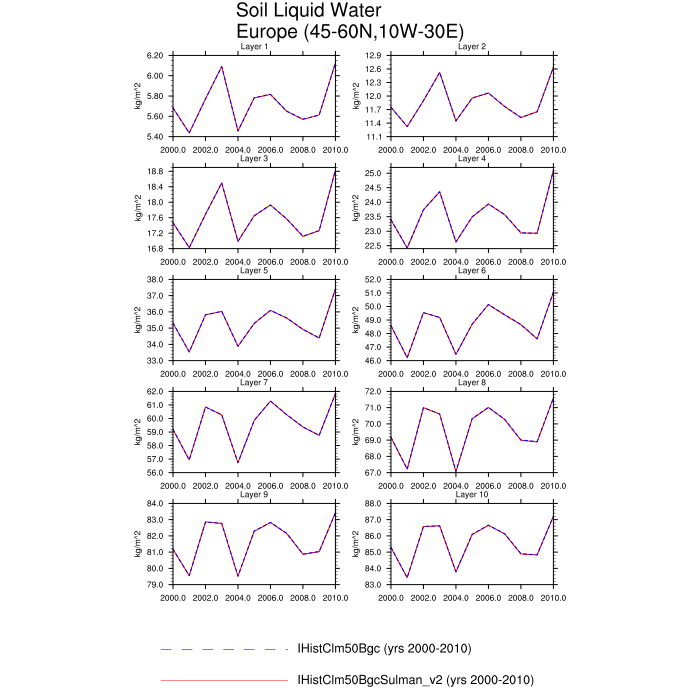 Soil Liquid Water
Europe (45-60N,10W-30E)
Layer 1
6.20
6.00
5.80
5.60
5.40
kg/m^2
2000.0 2002.0 2004.0 2006.0 2008.0 2010.0
Layer 2
12.9
12.6
12.3
12.0
11.7
11.4
11.1
kg/m^2
2000.0 2002.0 2004.0 2006.0 2008.0 2010.0
Layer 3
18.8
18.4
18.0
17.6
17.2
16.8
kg/m^2
2000.0 2002.0 2004.0 2006.0 2008.0 2010.0
Layer 4
25.0
24.5
24.0
23.5
23.0
22.5
kg/m^2
2000.0 2002.0 2004.0 2006.0 2008.0 2010.0
Layer 5
38.0
37.0
36.0
35.0
34.0
33.0
kg/m^2
2000.0 2002.0 2004.0 2006.0 2008.0 2010.0
Layer 6
52.0
51.0
50.0
49.0
48.0
47.0
46.0
kg/m^2
2000.0 2002.0 2004.0 2006.0 2008.0 2010.0
Layer 7
62.0
61.0
60.0
59.0
58.0
57.0
56.0
kg/m^2
2000.0 2002.0 2004.0 2006.0 2008.0 2010.0
Layer 8
72.0
71.0
70.0
69.0
68.0
67.0
kg/m^2
2000.0 2002.0 2004.0 2006.0 2008.0 2010.0
Layer 9
84.0
83.0
82.0
81.0
80.0
79.0
kg/m^2
2000.0 2002.0 2004.0 2006.0 2008.0 2010.0
Layer 10
88.0
87.0
86.0
85.0
84.0
83.0
kg/m^2
2000.0 2002.0 2004.0 2006.0 2008.0 2010.0
IHistClm50Bgc (yrs 2000-2010)
IHistClm50BgcSulman_v2 (yrs 2000-2010)